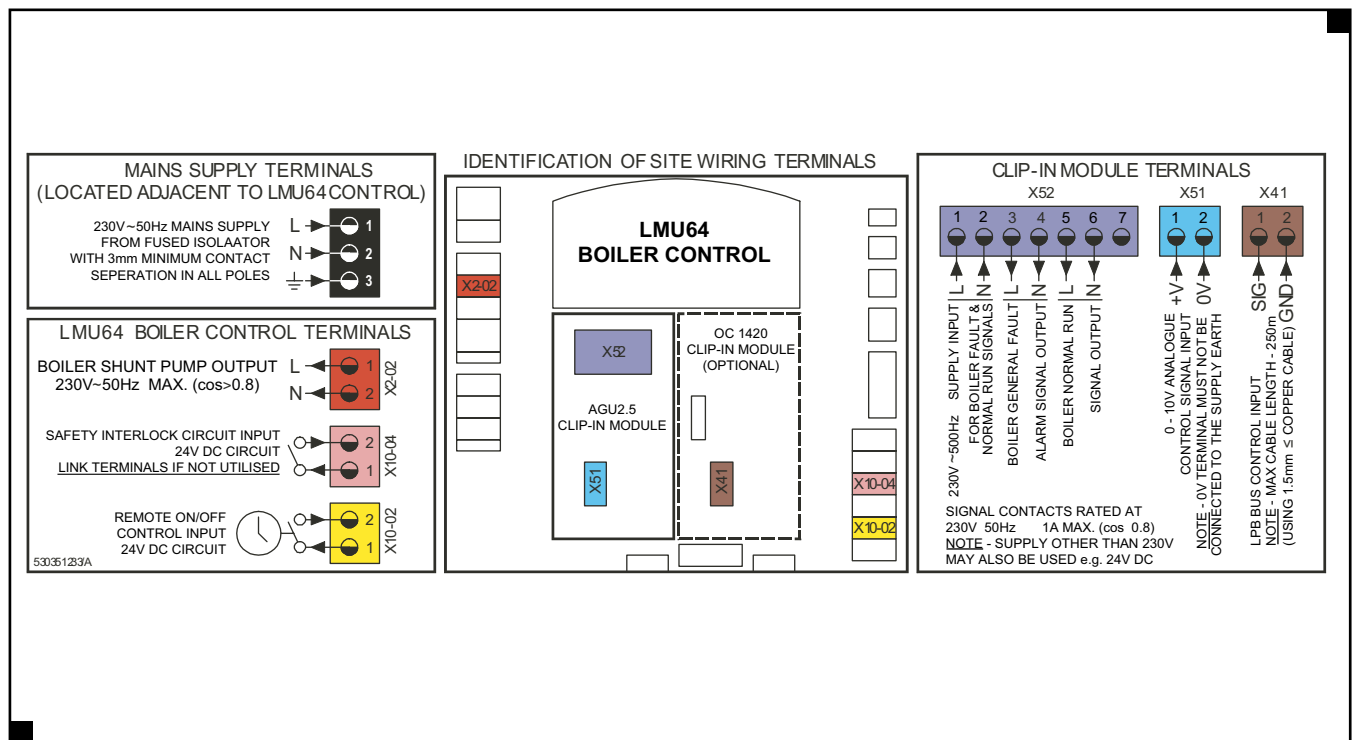 MAINS SUPPLY TERMINALS
(LOCATED ADJACENT TO LMU64 CONTROL)
230V~50Hz MAINS SUPPLY
FROM FUSED ISOLAATOR
WITH 3mm MINIMUM CONTACT
SEPERATION IN ALL POLES
L
N
1
2
3
LMU64 BOILER CONTROL TERMINALS
BOILER SHUNT PUMP OUTPUT
230V~50Hz MAX. (cos>0.8)
L
N
1
2
X2-02
SAFETY INTERLOCK CIRCUIT INPUT
24V DC CIRCUIT
LINK TERMINALS IF NOT UTILISED
2
1
X10-04
REMOTE ON/OFF
CONTROL INPUT
24V DC CIRCUIT
2
1
X10-02
530351233/A
IDENTIFICATION OF SITE WIRING TERMINALS
LMU64
BOILER CONTROL
X2-02
X52
AGU2.5
CLIP-IN MODULE
X51
OC 1420
CLIP-IN MODULE
(OPTIONAL)
X41
X10-04
X10-02
CLIP-IN MODULE TERMINALS
X52
1 2 3 4 5 6 7
L N L N L N
230V ~500Hz SUPPLY INPUT
FOR BOILER FAULT &
NORMAL RUN SIGNALS
BOILER GENERAL FAULT
ALARM SIGNAL OUTPUT
BOILER NORMAL RUN
SIGNAL OUTPUT
SIGNAL CONTACTS RATED AT
230V 50Hz 1A MAX. (cos 0.8)
NOTE - SUPPLY OTHER THAN 230V
MAY ALSO BE USED e.g. 24V DC
X51
1 2
+V 0V
0 - 10V ANALOGUE
CONTROL SIGNAL INPUT
NOTE - 0V TERMINAL MUST NOT BE
CONNECTED TO THE SUPPLY EARTH
X41
1 2
SIG GND
LPB BUS CONTROL INPUT
NOTE - MAX CABLE LENGTH - 250m
(USING 1.5mm ≤ COPPER CABLE)